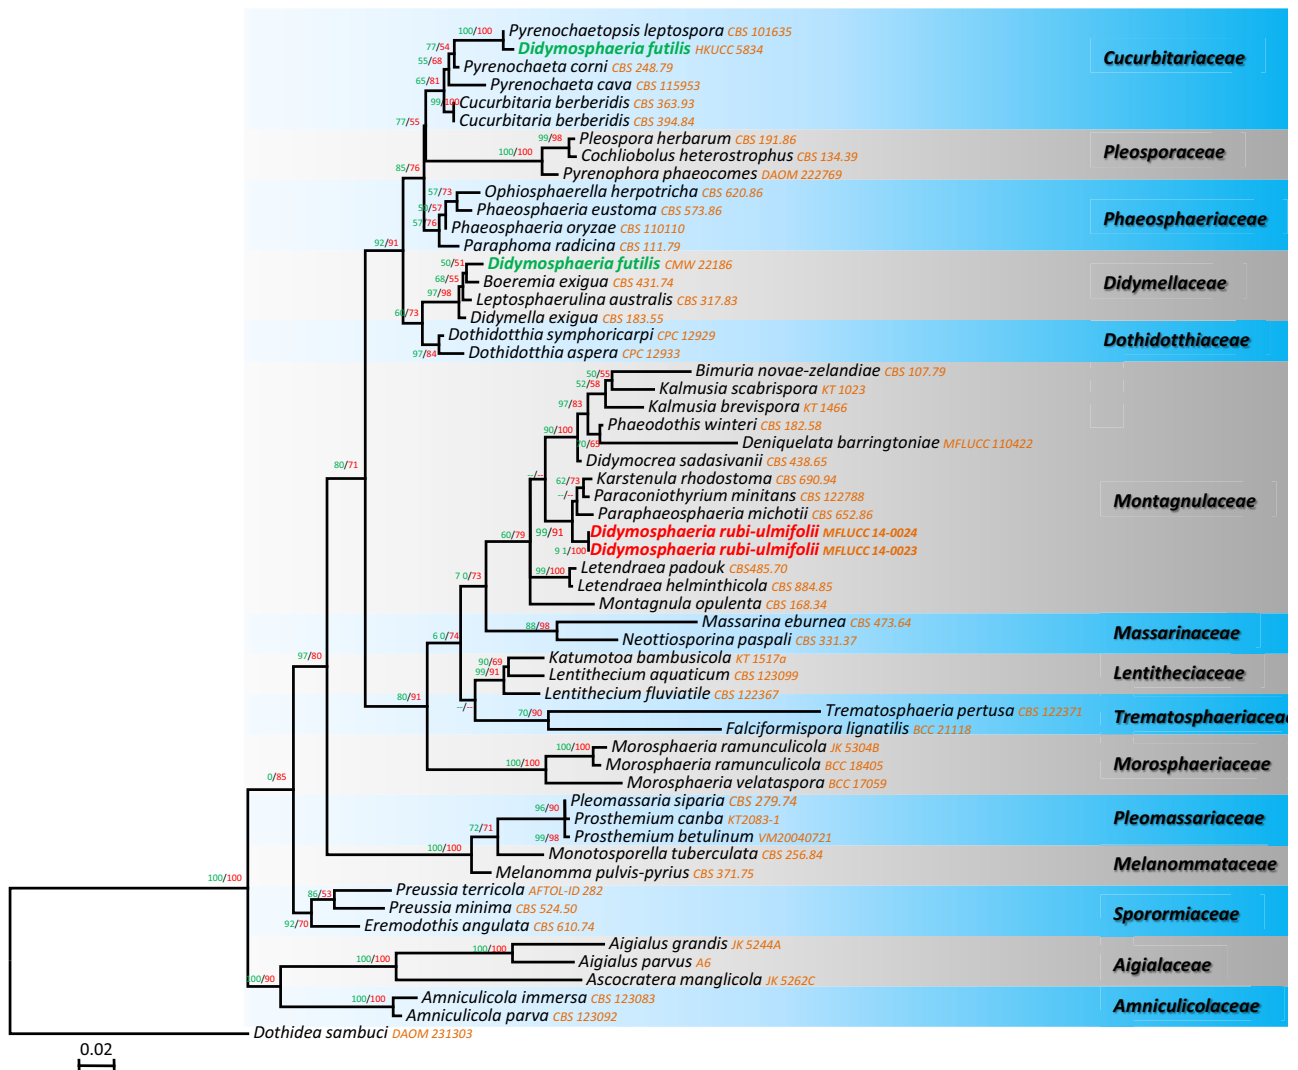 100/100 Pyrenochaetopsis leptospora CBS 101635
77/54 Didymosphaeria futilis HKUCC 5834
55/68 Pyrenochaeta corni CBS 248.79
Cucurbitariaceae
65/81 Pyrenochaeta cava CBS 115953
99/100 Cucurbitaria berberidis CBS 363.93
77/55 Cucurbitaria berberidis CBS 394.84
99/98 Pleospora herbarum CBS 191.86
100/100 Cochliobolus heterostrophus CBS 134.39
Pleosporaceae
85/76 Pyrenophora phaeocomes DAOM 222769
57/73 Ophiosphaerella herpotricha CBS 620.86
Phaeosphaeria eustoma CBS 573.86
Phaeosphaeriaceae
57/76 Phaeosphaeria oryzae CBS 110110
92/91 Paraphoma radicina CBS 111.79
50/51 Didymosphaeria futilis CMW 22186
68/55 Boeremia exigua CBS 431.74
Didymellaceae
97/98 Leptosphaerulina australis CBS 317.83
60/73 Didymella exigua CBS 183.55
Dothidotthia symphoricarpi CPC 12929
Dothidotthiaceae
97/84 Dothidotthia aspera CPC 12933
50/55 Bimuria novae-zelandiae CBS 107.79
52/58 Kalmusia scabrispora KT 1023
97/83 Kalmusia brevispora KT 1466
90/100 Phaeodothis winteri CBS 182.58
70/65 Deniquelata barringtoniae MFLUCC 110422
80/71 Didymocrea sadasivanii CBS 438.65
--/-- 62/73 Karstenula rhodostoma CBS 690.94
--/-- Paraconiothyrium minitans CBS 122788
Montagnulaceae
Paraphaeosphaeria michotii CBS 652.86
60/79 99/91 Didymosphaeria rubi-ulmifolii MFLUCC 14-0024
9 1/100 Didymosphaeria rubi-ulmifolii MFLUCC 14-0023
7 0/73 99/100 Letendraea padouk CBS485.70
Letendraea helminthicola CBS 884.85
Montagnula opulenta CBS 168.34
88/98 Massarina eburnea CBS 473.64
Massarinaceae
6 0/74 Neottiosporina paspali CBS 331.37
97/80 90/69 Katumotoa bambusicola KT 1517a
99/91 Lentithecium aquaticum CBS 123099
Lentitheciaceae
80/91 Lentithecium fluviatile CBS 122367
--/-- 70/90 Trematosphaeria pertusa CBS 122371
Trematosphaeriaceae
Falciformispora lignatilis BCC 21118
100/100 Morosphaeria ramunculicola JK 5304B
100/100 Morosphaeria ramunculicola BCC 18405
Morosphaeriaceae
0/85 Morosphaeria velataspora BCC 17059
96/90 Pleomassaria siparia CBS 279.74
Prosthemium canba KT2083-1
Pleomassariaceae
72/71 99/98 Prosthemium betulinum VM20040721
100/100 Monotosporella tuberculata CBS 256.84
Melanommataceae
Melanomma pulvis-pyrius CBS 371.75
100/100 86/53 Preussia terricola AFTOL-ID 282
Preussia minima CBS 524.50
Sporormiaceae
92/70 Eremodothis angulata CBS 610.74
100/100 Aigialus grandis JK 5244A
100/100 Aigialus parvus A6
Aigialaceae
100/90 Ascocratera manglicola JK 5262C
100/100 Amniculicola immersa CBS 123083
Amniculicolaceae
Amniculicola parva CBS 123092
Dothidea sambuci DAOM 231303
0.02